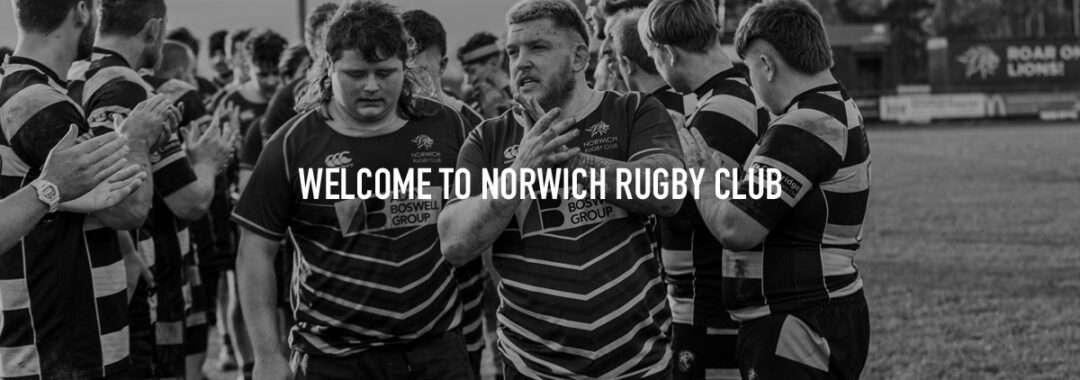 ROAR ON
LIONS!
NORWICH
RUGBY CLUB
NORWICH
RUGBY CLUB
WELCOME TO NORWICH RUGBY CLUB
BOSWELL
GROUP
BOSWELL
GROUP